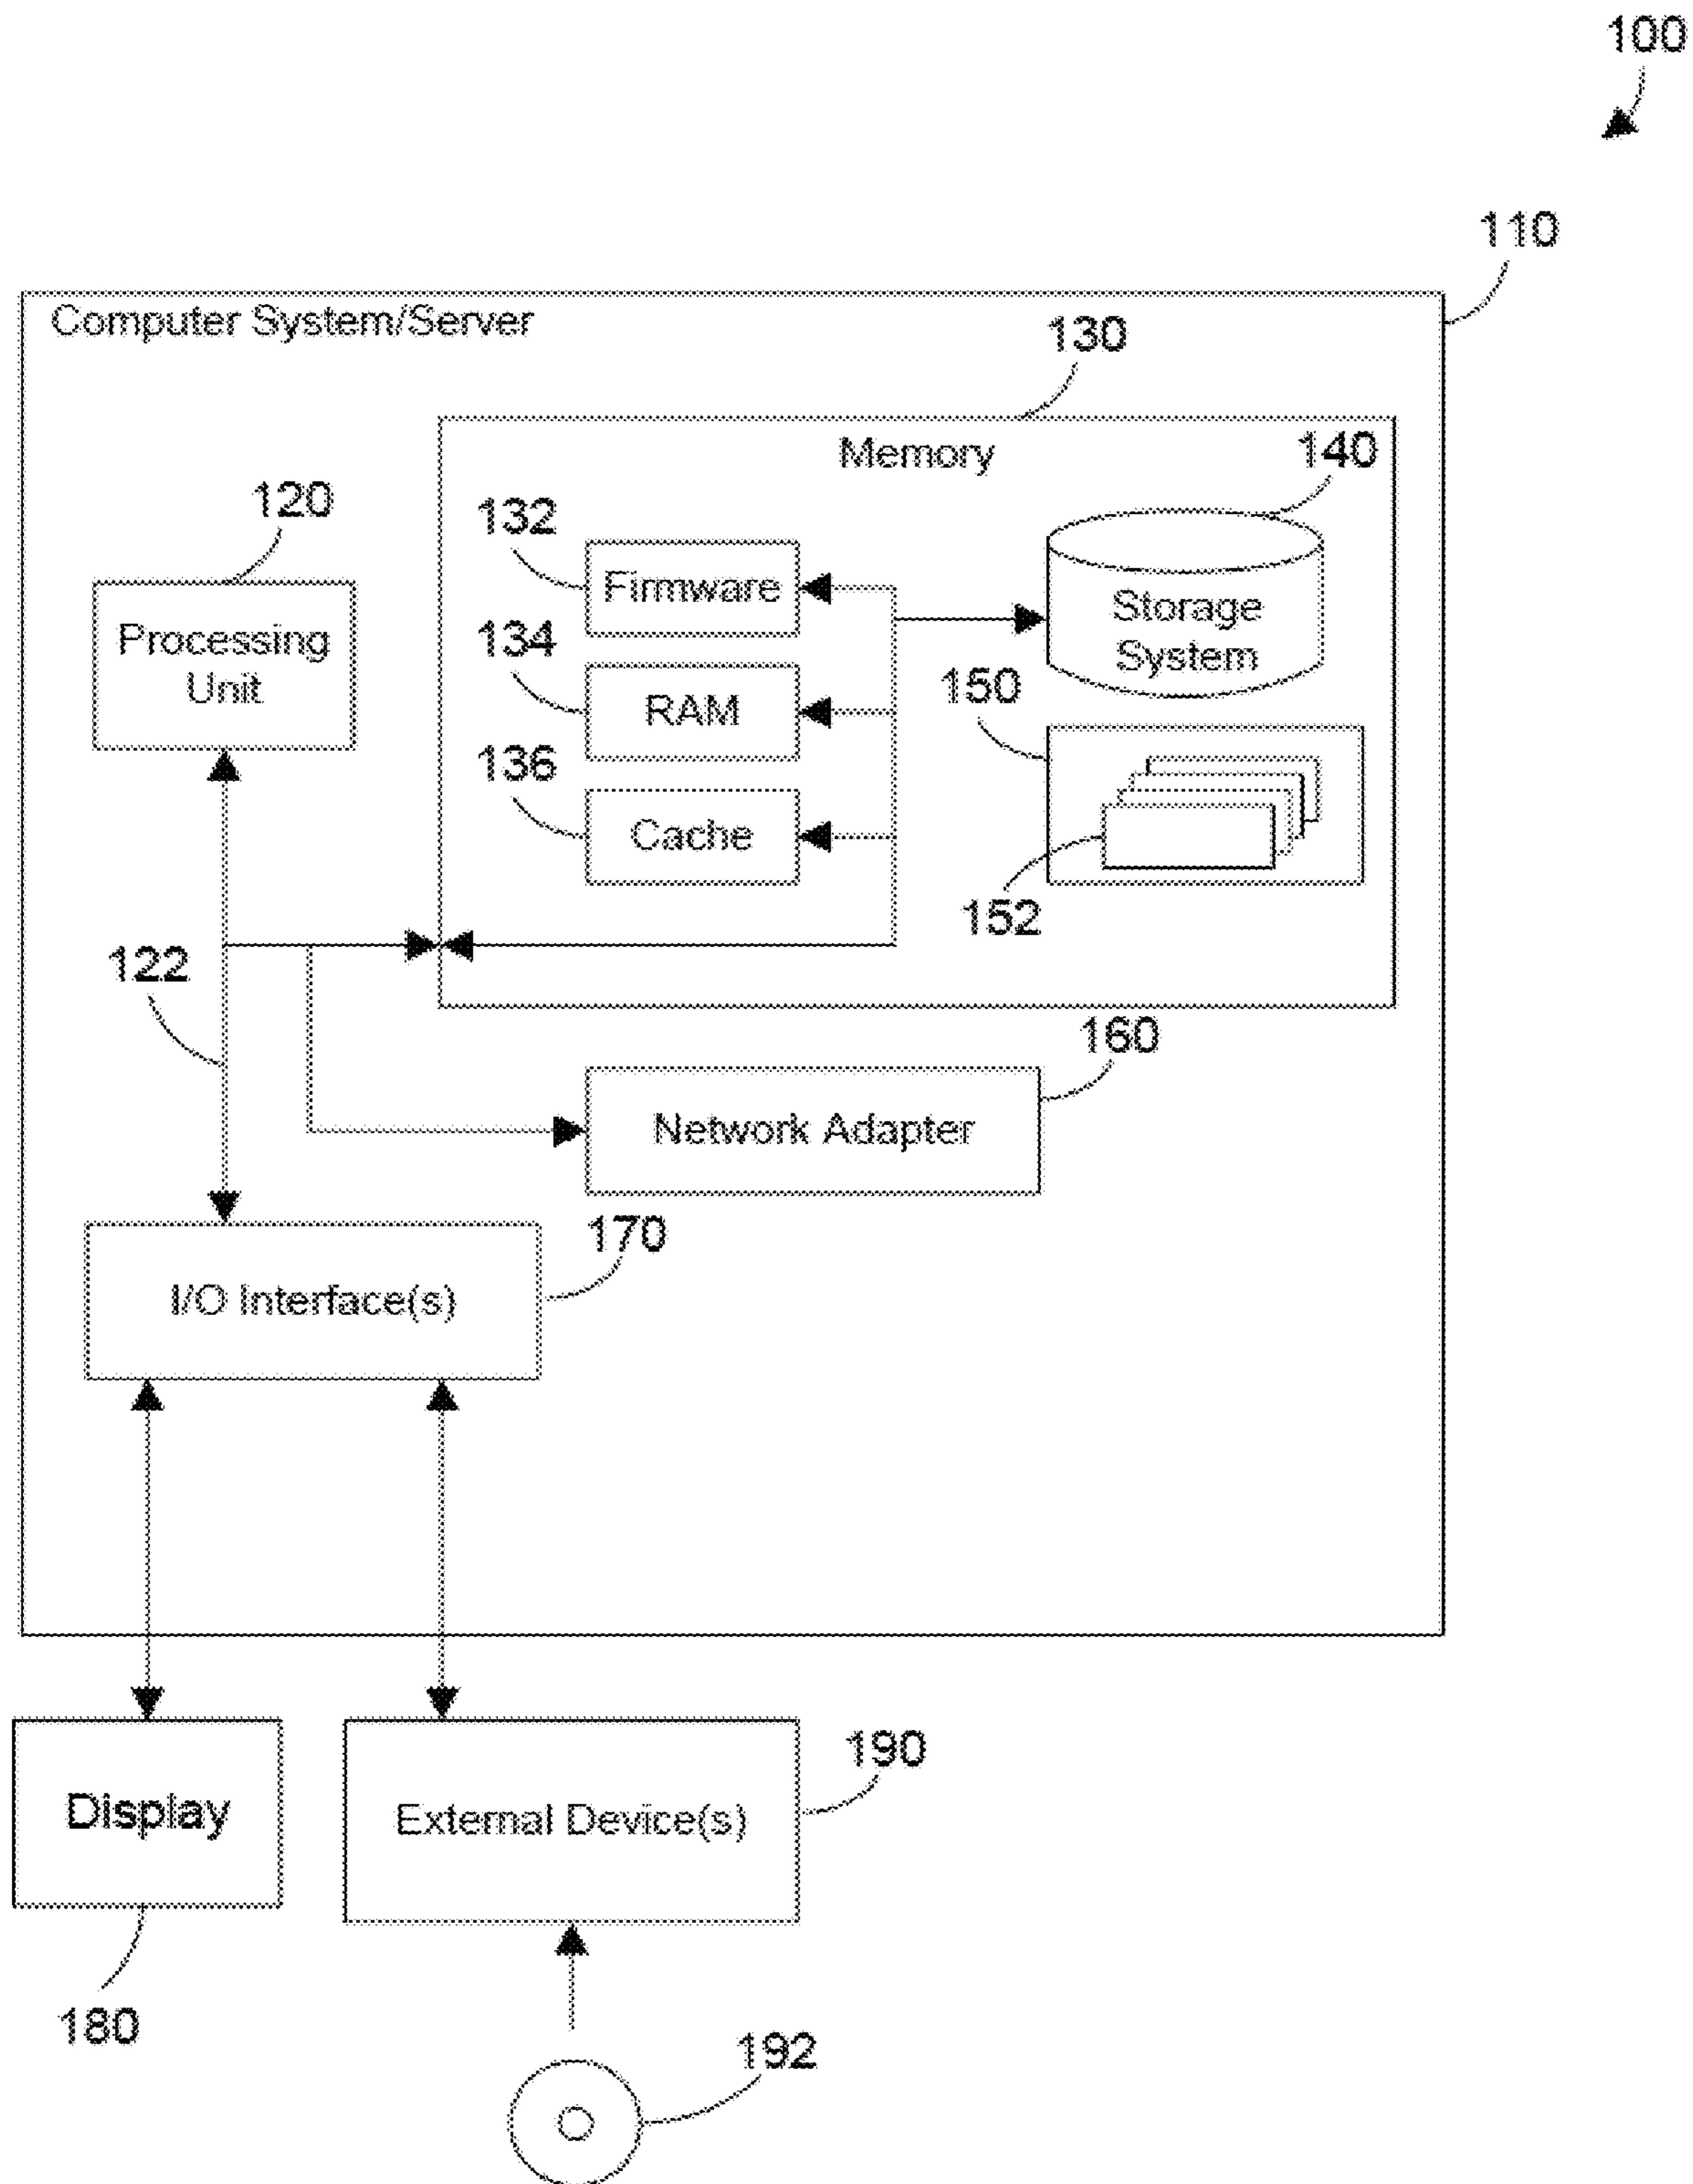 100
110
Computer System/Server
130
Memory
140
120
132
Firmware
Processing
Unit
134
RAM
Storage
System
150
136
Cache
152
122
160
Network Adapter
170
I/O Interface(s)
190
Display
External Device(s)
180
192